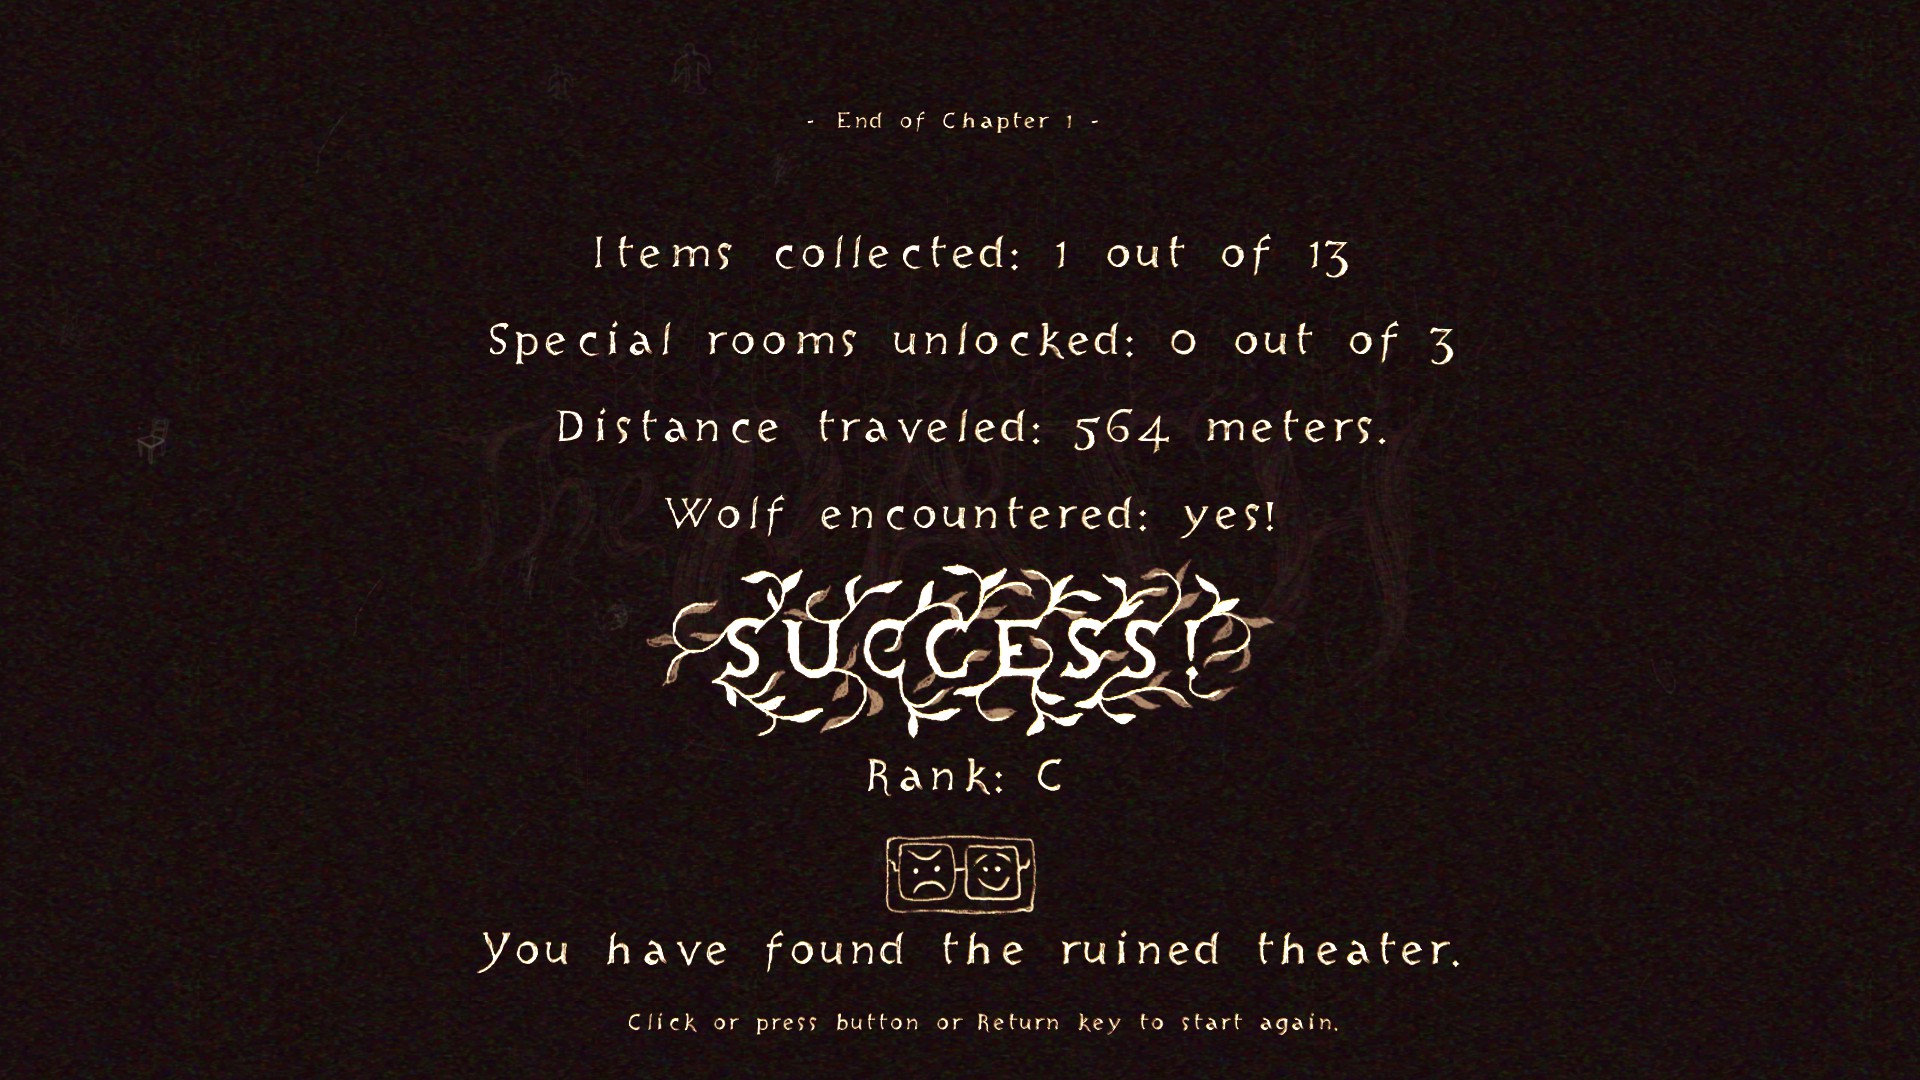 - End of Chapter 1 -
Items collected: 1 out of 13
Special rooms unlocked: 0 out of 3
Distance traveled: 564 meters.
Wolf encountered: yes!
SUCCESS!
Rank: C
You have found the ruined theater.
Click or press button or Return key to start again.